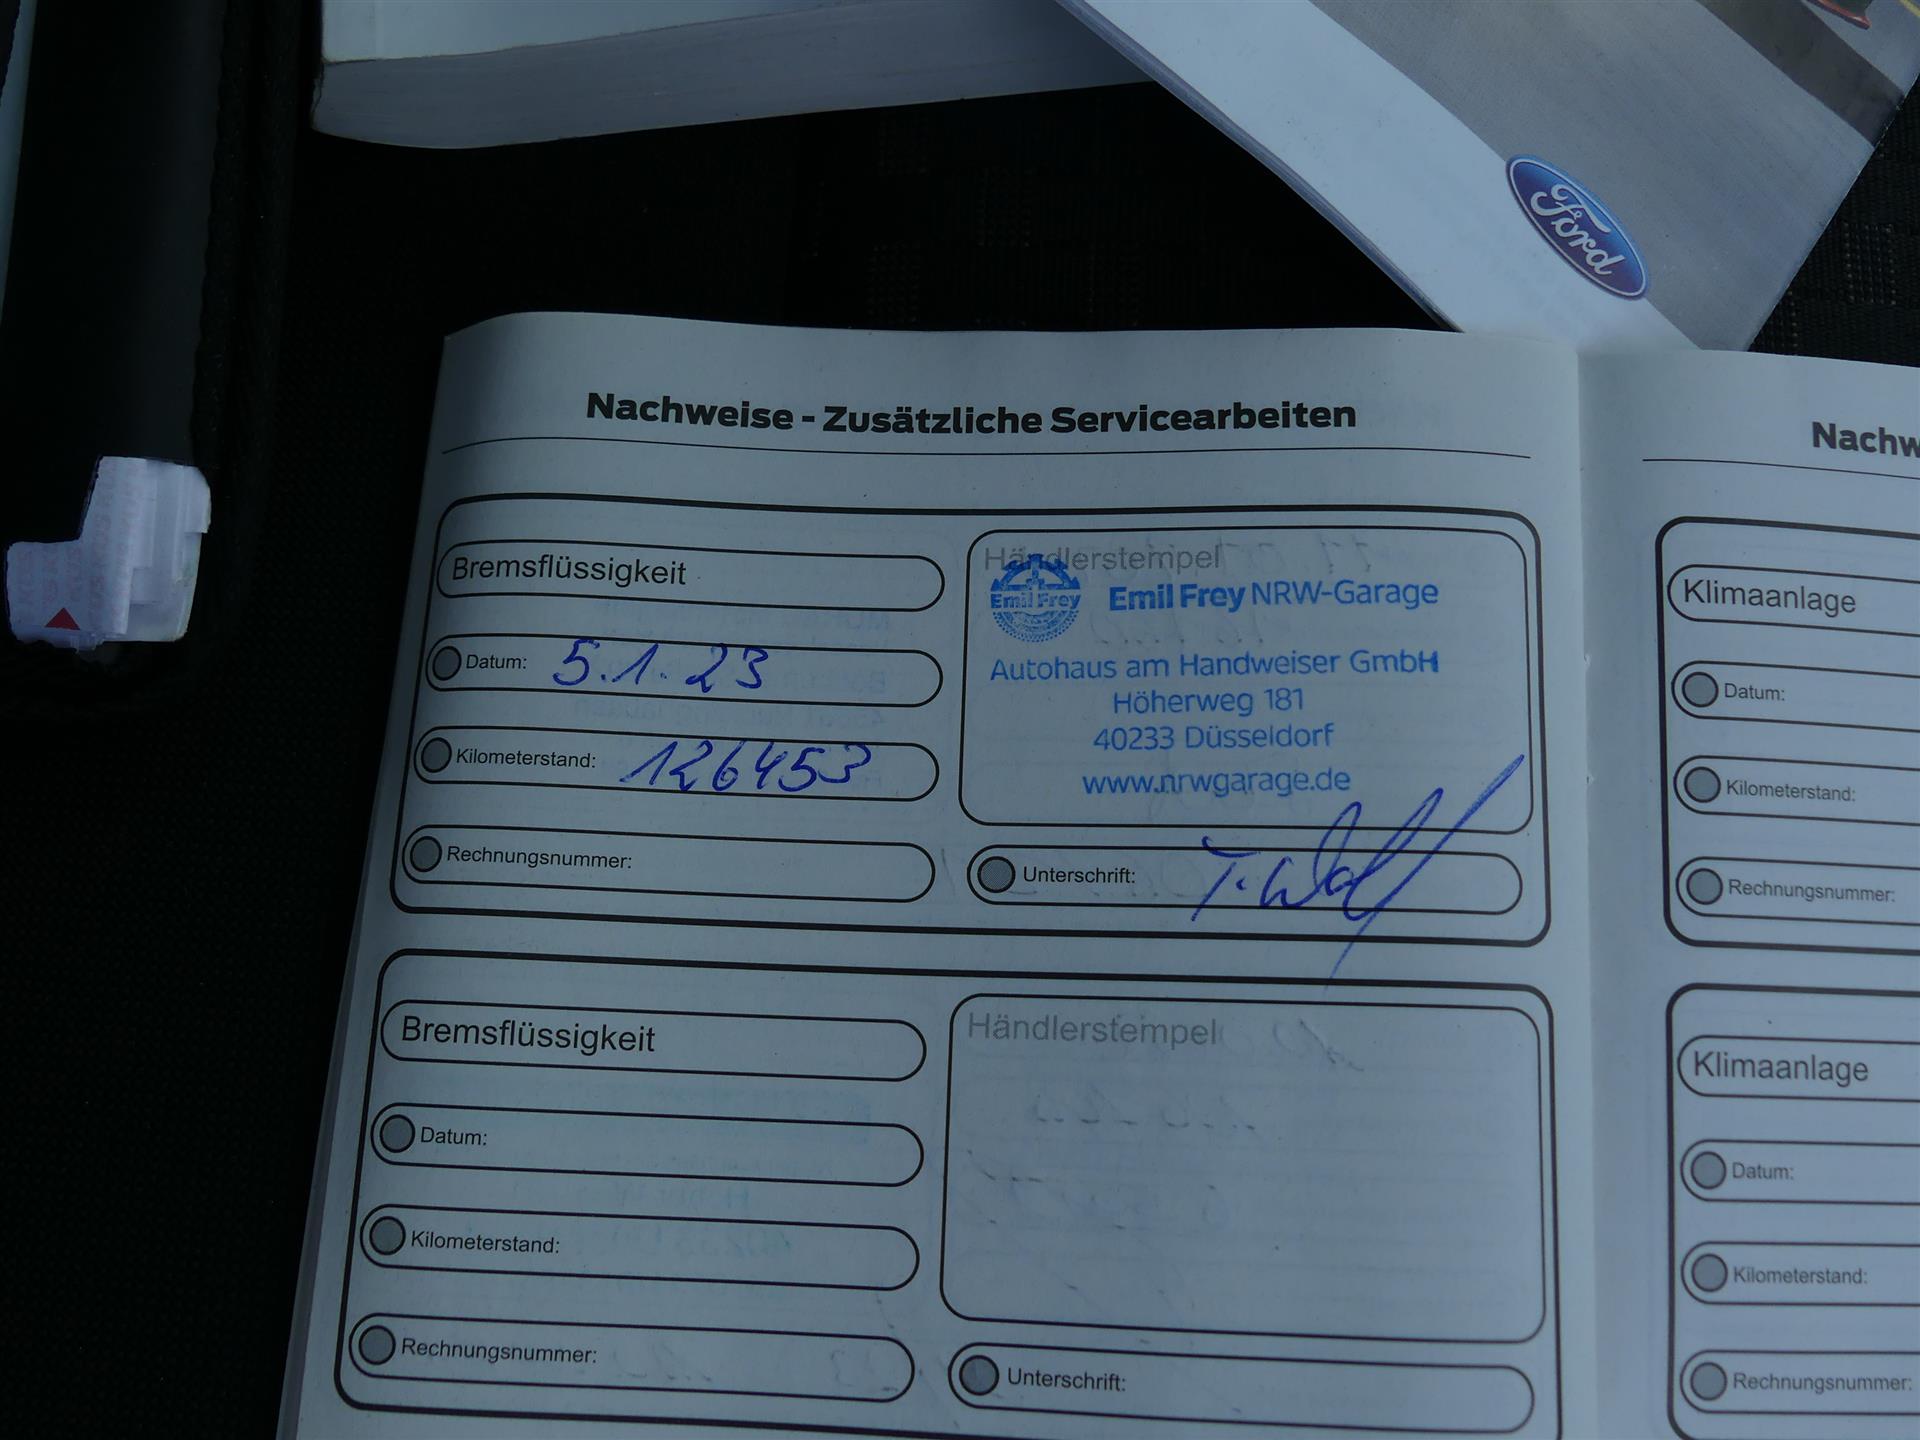 Ford
Nachweise - Zusätzliche Servicearbeiten
Bremsflüssigkeit
Datum: 5.1.23
Kilometerstand: 126453
Rechnungsnummer:
Händlerstempel
Emil Frey
Emil Frey NRW-Garage
Autohaus am Handweiser GmbH
Höherweg 181
40233 Düsseldorf
www.nrwgarage.de
Unterschrift:
Bremsflüssigkeit
Datum:
Kilometerstand:
Rechnungsnummer:
Händlerstempel
Unterschrift:
Nachw
Klimaanlage
Datum:
Kilometerstand:
Rechnungsnummer:
Klimaanlage
Datum:
Kilometerstand:
Rechnungsnummer: